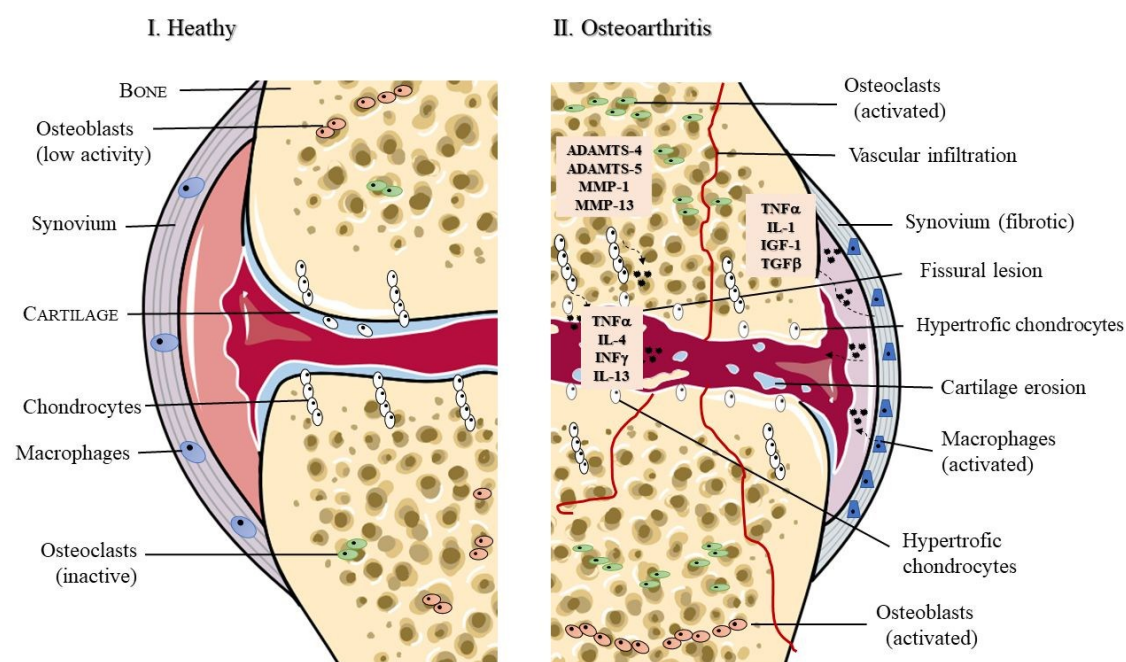 I. Heathy
BONE
Osteoblasts
(low activity)
Synovium
CARTILAGE
Chondrocytes
Macrophages
Osteoclasts
(inactive)
II. Osteoarthritis
Osteoclasts
(activated)
ADAMTS-4
ADAMTS-5
MMP-1
MMP-13
Vascular infiltration
TNFα
IL-1
IGF-1
TGFβ
Synovium (fibrotic)
Fissural lesion
TNFα
IL-4
INFγ
IL-13
Hypertrofic chondrocytes
Cartilage erosion
Macrophages
(activated)
Hypertrofic
chondrocytes
Osteoblasts
(activated)